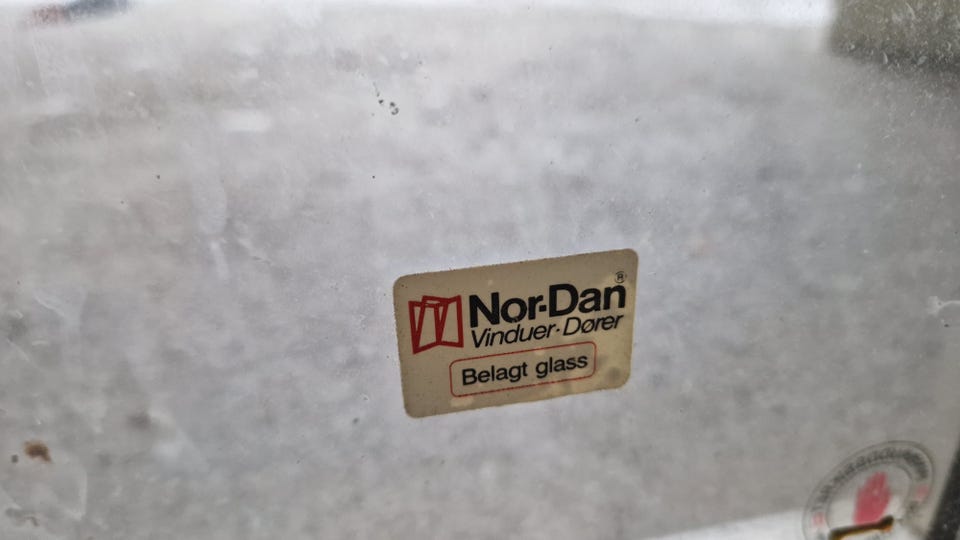 Nor-Dan®
Vinduer·Dører
Belagt glass